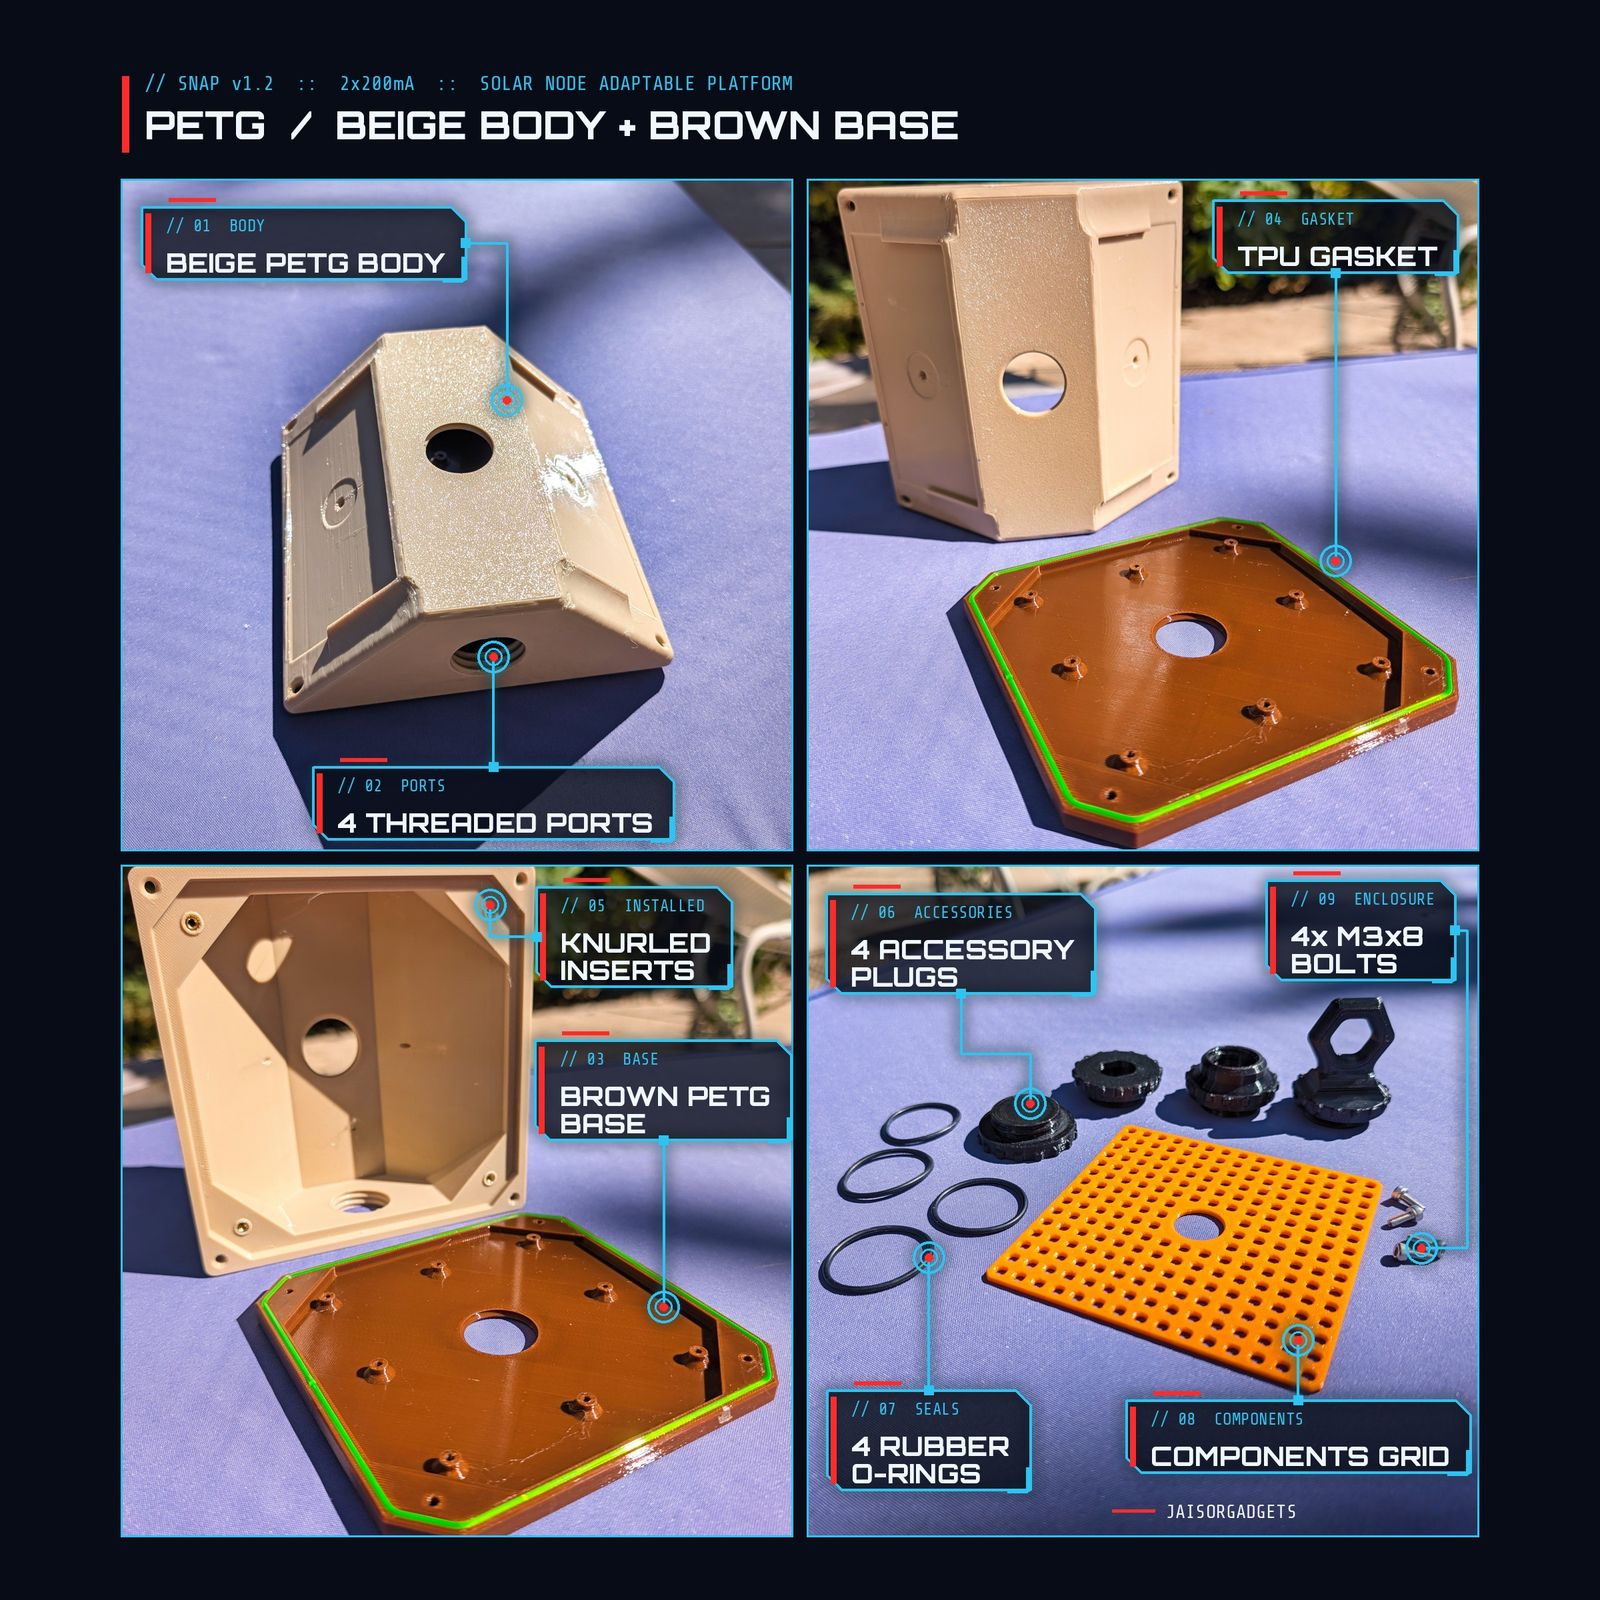 // SNAP v1.2 :: 2x200mA :: SOLAR NODE ADAPTABLE PLATFORM
PETG / BEIGE BODY + BROWN BASE
// 01 BODY
BEIGE PETG BODY
// 02 PORTS
4 THREADED PORTS
// 04 GASKET
TPU GASKET
// 05 INSTALLED
KNURLED
INSERTS
// 03 BASE
BROWN PETG
BASE
// 06 ACCESSORIES
4 ACCESSORY
PLUGS
// 09 ENCLOSURE
4x M3x8
BOLTS
// 07 SEALS
4 RUBBER
O-RINGS
// 08 COMPONENTS
COMPONENTS GRID
JAISORGADGETS